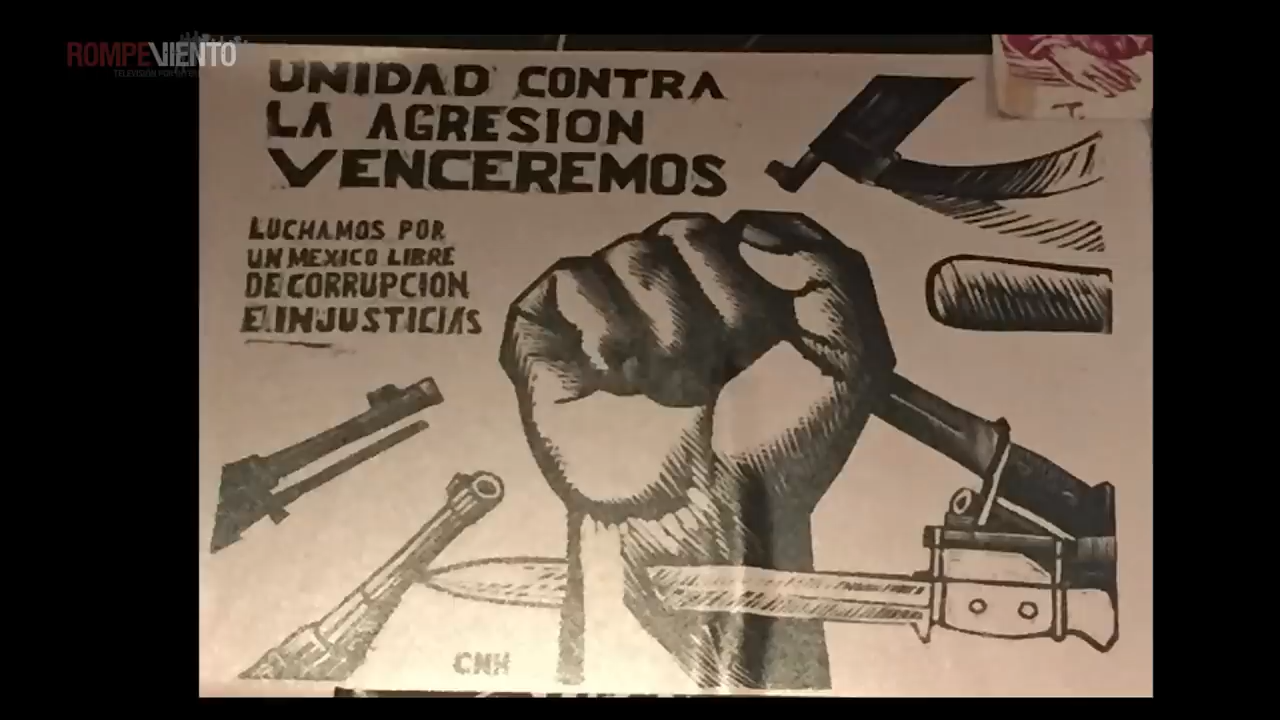 ROMPEVIENTO
UNIDAD CONTRA
LA AGRESION
VENCEREMOS
LUCHAMOS POR
UN MEXICO LIBRE
DE CORRUPCION
E INJUSTICIAS
CNH
T.